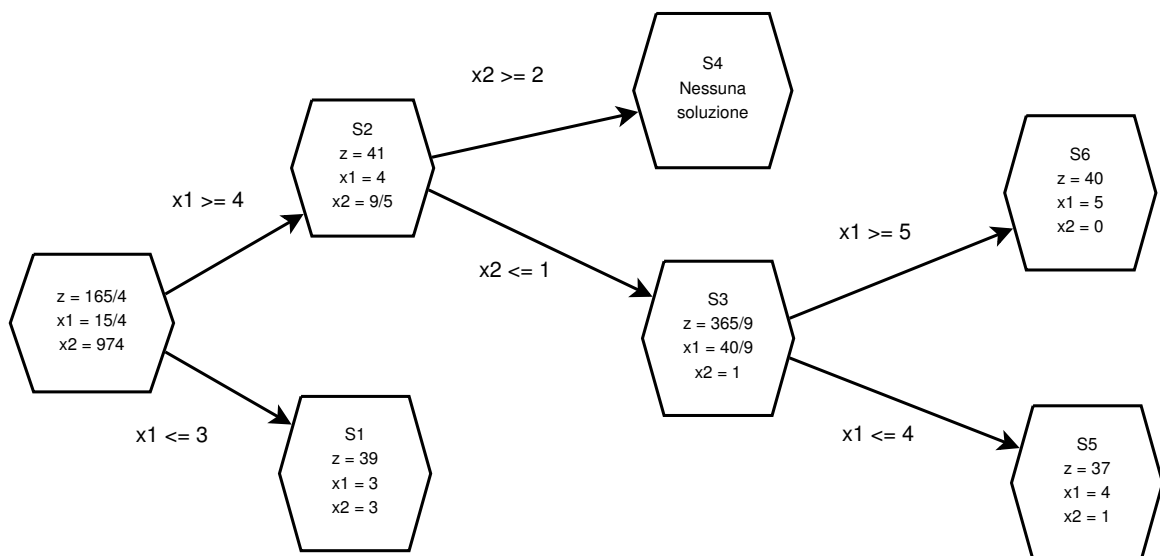 z = 165/4
x1 = 15/4
x2 = 974
x1 >= 4
x1 <= 3
S2
z = 41
x1 = 4
x2 = 9/5
S1
z = 39
x1 = 3
x2 = 3
x2 >= 2
x2 <= 1
S4
Nessuna
soluzione
S3
z = 365/9
x1 = 40/9
x2 = 1
x1 >= 5
x1 <= 4
S6
z = 40
x1 = 5
x2 = 0
S5
z = 37
x1 = 4
x2 = 1